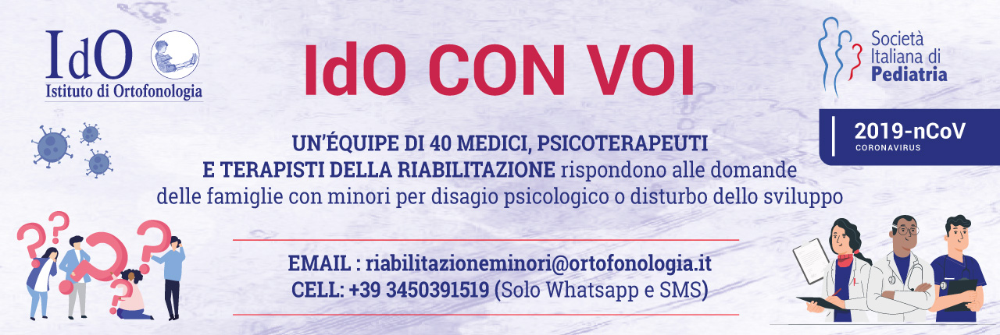 IdO
Istituto di Ortofonologia
IdO CON VOI
Società
Italiana di
Pediatria
2019-nCoV
CORONAVIRUS
UN'ÉQUIPE DI 40 MEDICI, PSICOTERAPEUTI
E TERAPISTI DELLA RIABILITAZIONE rispondono alle domande
delle famiglie con minori per disagio psicologico o disturbo dello sviluppo
EMAIL : riabilitazioneminori@ortofonologia.it
CELL: +39 3450391519 (Solo Whatsapp e SMS)